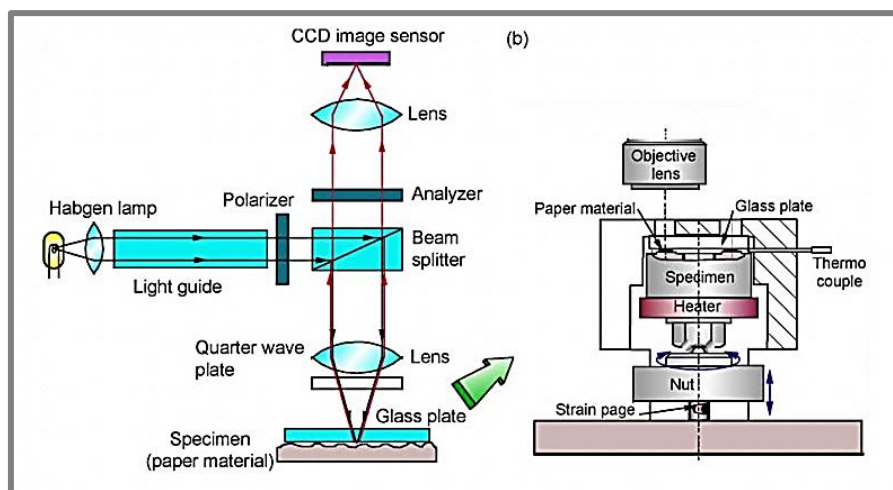 CCD image sensor
(b)
Lens
Objective
lens
Analyzer
Polarizer
Habgen lamp
Paper material
Glass plate
Beam
splitter
Light guide
Thermo
couple
Specimen
Heater
Quarter wave
plate
Lens
Nut
Glass plate
Strain page
Specimen
(paper material)